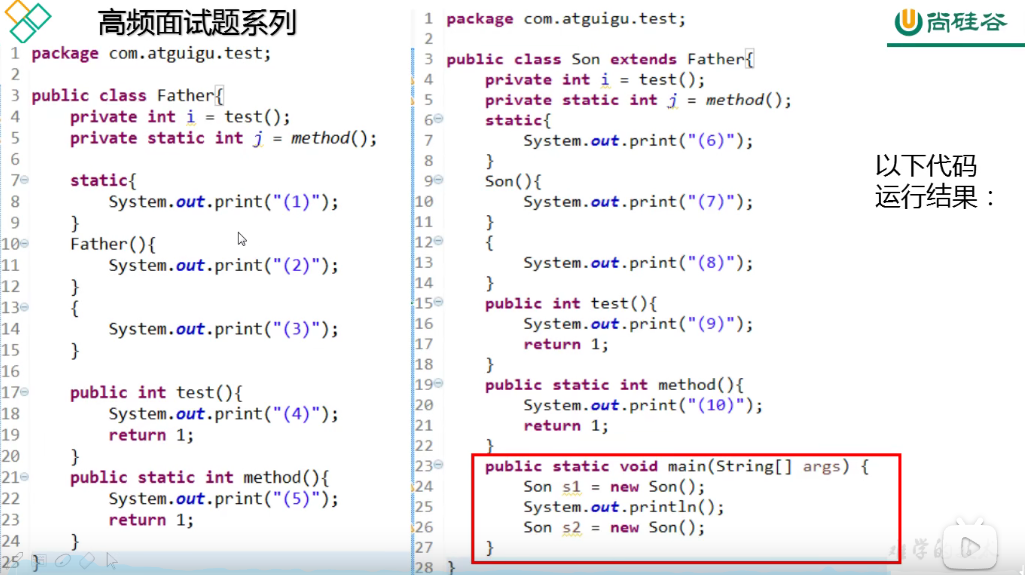 高频面试题系列
尚硅谷
1 package com.atguigu.test;
2
3 public class Father{
4 private int i = test();
5 private static int j = method();
6
7 static{
8 System.out.print("(1)");
9 }
10 Father(){
11 System.out.print("(2)");
12 }
13 {
14 System.out.print("(3)");
15 }
16
17 public int test(){
18 System.out.print("(4)");
19 return 1;
20 }
21 public static int method(){
22 System.out.print("(5)");
23 return 1;
24 }
25 }
1 package com.atguigu.test;
2
3 public class Son extends Father{
4 private int i = test();
5 private static int j = method();
6 static{
7 System.out.print("(6)");
8 }
9 Son(){
10 System.out.print("(7)");
11 }
12 {
13 System.out.print("(8)");
14 }
15 public int test(){
16 System.out.print("(9)");
17 return 1;
18 }
19 public static int method(){
20 System.out.print("(10)");
21 return 1;
22 }
23 public static void main(String[] args) {
24 Son s1 = new Son();
25 System.out.println();
26 Son s2 = new Son();
27 }
28 }
以下代码
运行结果：